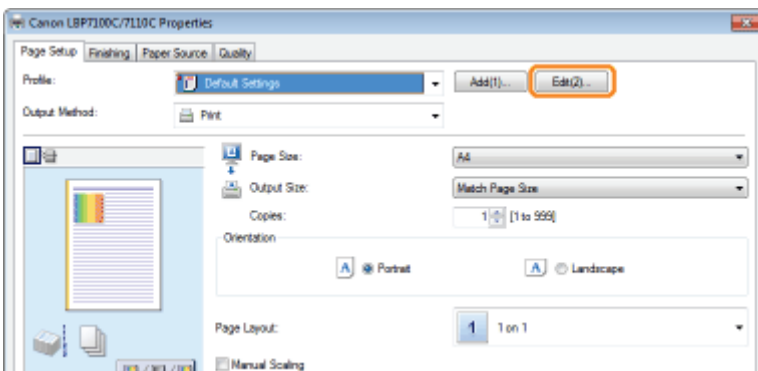 Canon LBP7100C/7110C Properties
Page Setup Finishing Paper Source Quality
Profile: Default Settings Add(1)... Edit(2)...
Output Method: Print
Page Size: A4
Output Size: Match Page Size
Copies: 1 [1 to 999]
Orientation
A Portrait A Landscape
Page Layout: 1 1 on 1
Manual Scaling